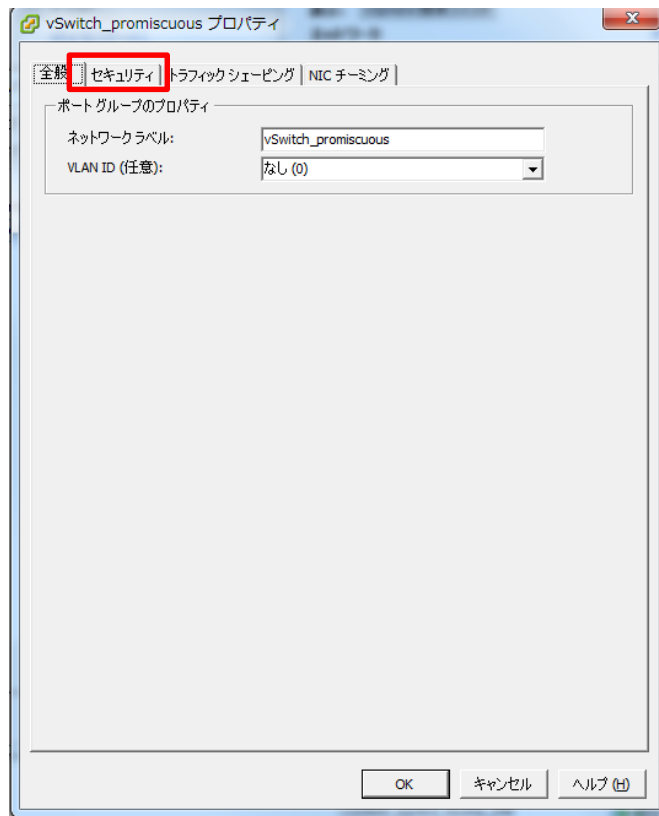 vSwitch_promiscuous プロパティ
全般 セキュリティ トラフィック シェーピング NIC チーミング
ポート グループのプロパティ
ネットワーク ラベル: vSwitch_promiscuous
VLAN ID (任意): なし (0)
OK キャンセル ヘルプ (H)